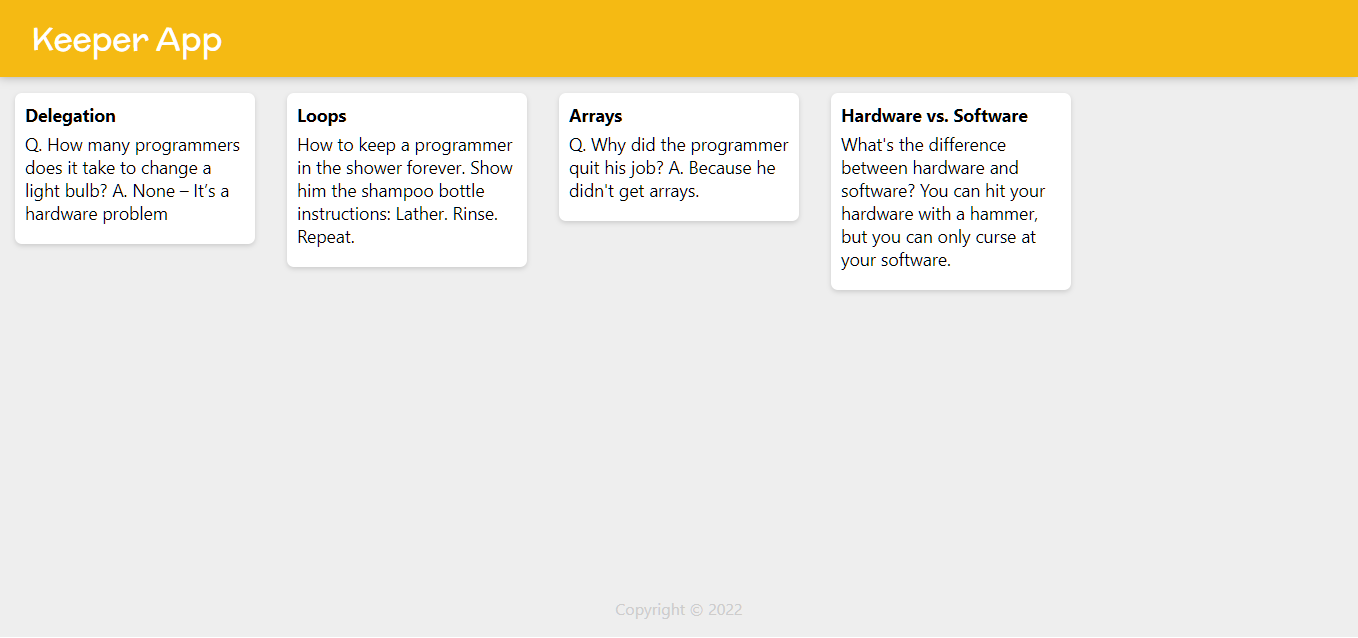 Keeper App
Delegation
Q. How many programmers
does it take to change a
light bulb? A. None – It’s a
hardware problem
Loops
How to keep a programmer
in the shower forever. Show
him the shampoo bottle
instructions: Lather. Rinse.
Repeat.
Arrays
Q. Why did the programmer
quit his job? A. Because he
didn't get arrays.
Hardware vs. Software
What's the difference
between hardware and
software? You can hit your
hardware with a hammer,
but you can only curse at
your software.
Copyright © 2022